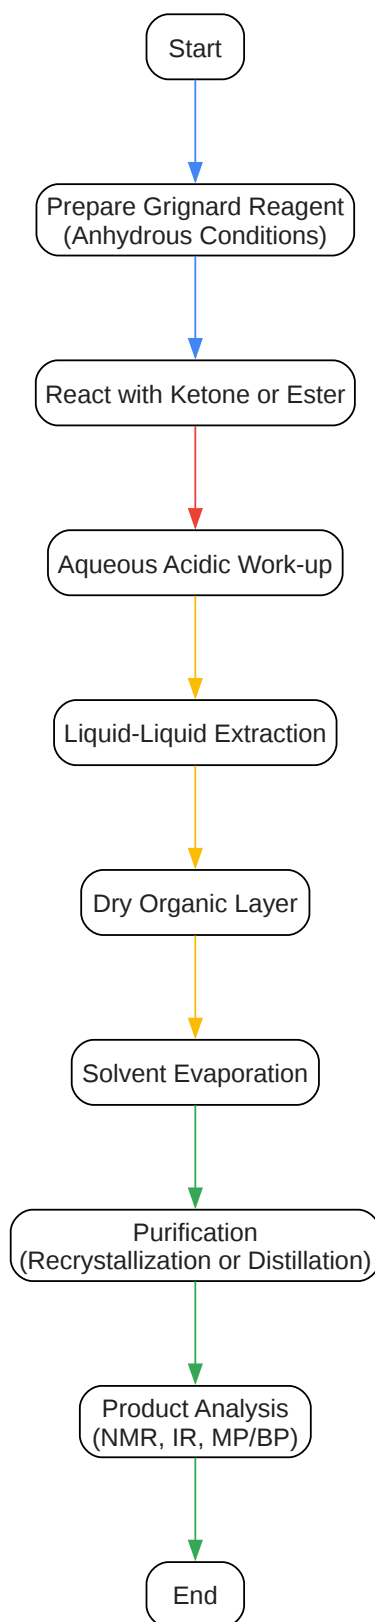 Start
Prepare Grignard Reagent
(Anhydrous Conditions)
React with Ketone or Ester
Aqueous Acidic Work-up
Liquid-Liquid Extraction
Dry Organic Layer
Solvent Evaporation
Purification
(Recrystallization or Distillation)
Product Analysis
(NMR, IR, MP/BP)
End